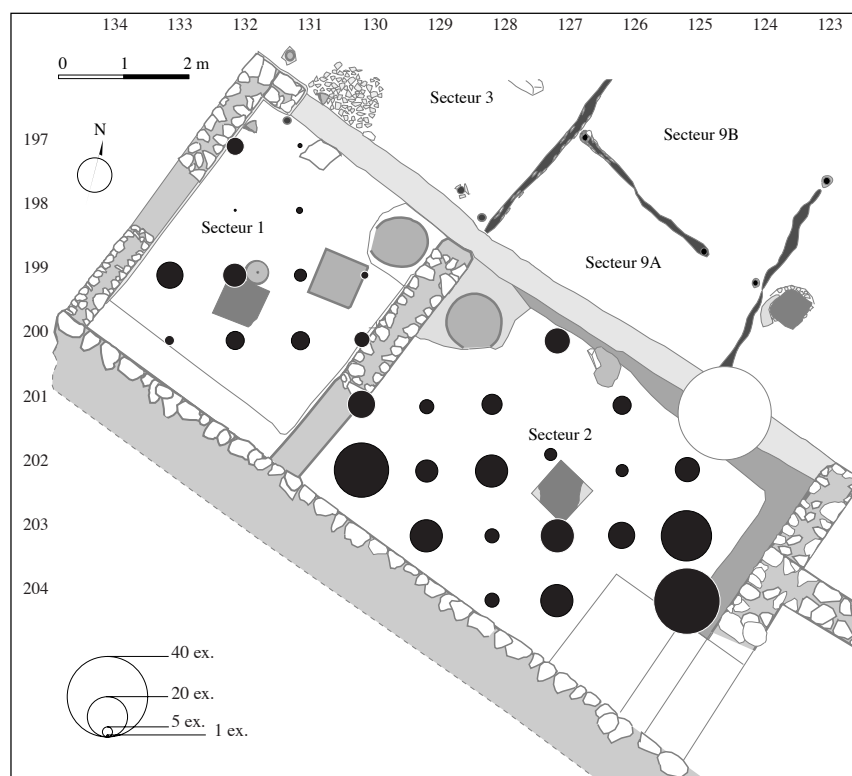 134 133 132 131 130 129 128 127 126 125 124 123
0 1 2 m
Secteur 3
N
197
Secteur 9B
198
Secteur 1
199
Secteur 9A
200
201
Secteur 2
202
203
204
40 ex.
20 ex.
5 ex.
1 ex.